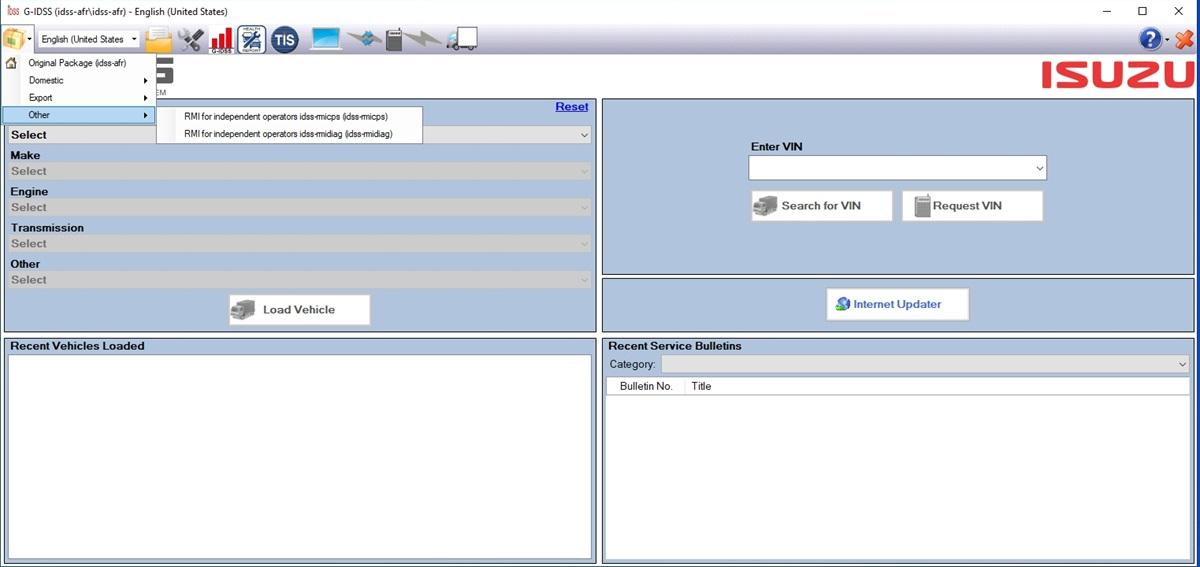 idss G-IDSS (idss-afr\idss-afr) - English (United States)
English (United States
G-IDSS
HEALTH
REPORT
TIS
Original Package (idss-afr)
Domestic
Export
Other
RMI for independent operators idss-rmicps (idss-rmicps)
RMI for independent operators idss-rmidiag (idss-rmidiag)
EM
ISUZU
Reset
Select
Make
Select
Engine
Select
Transmission
Select
Other
Select
Load Vehicle
Enter VIN
Search for VIN
Request VIN
Internet Updater
Recent Vehicles Loaded
Recent Service Bulletins
Category:
Bulletin No. Title